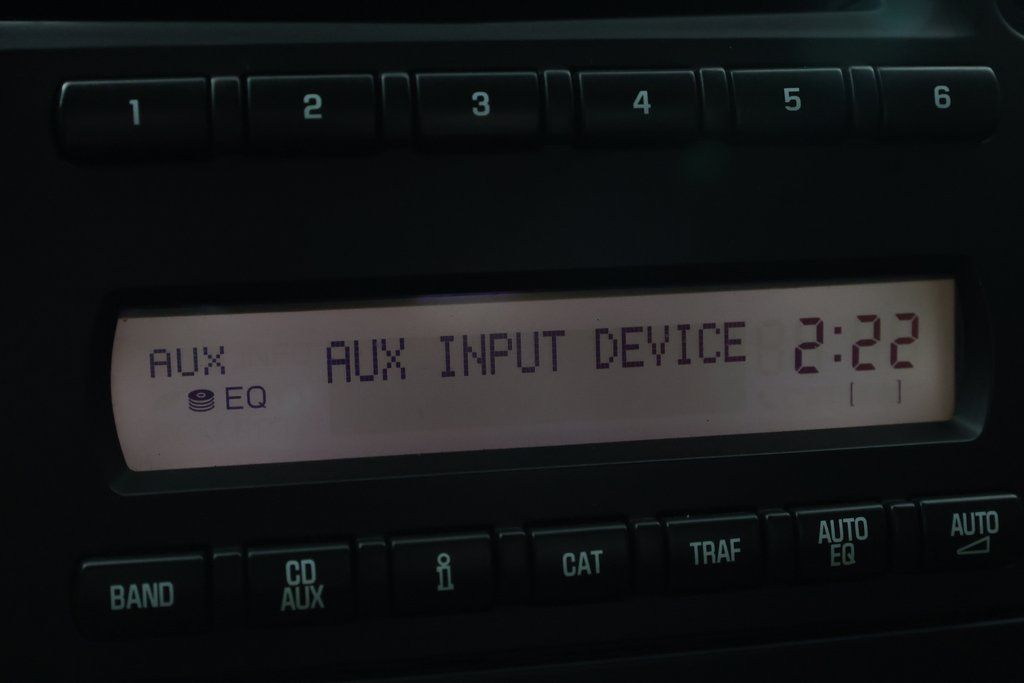 1 2 3 4 5 6
AUX AUX INPUT DEVICE 2:22
EQ [ ]
BAND CD AUX i CAT TRAF AUTO EQ AUTO